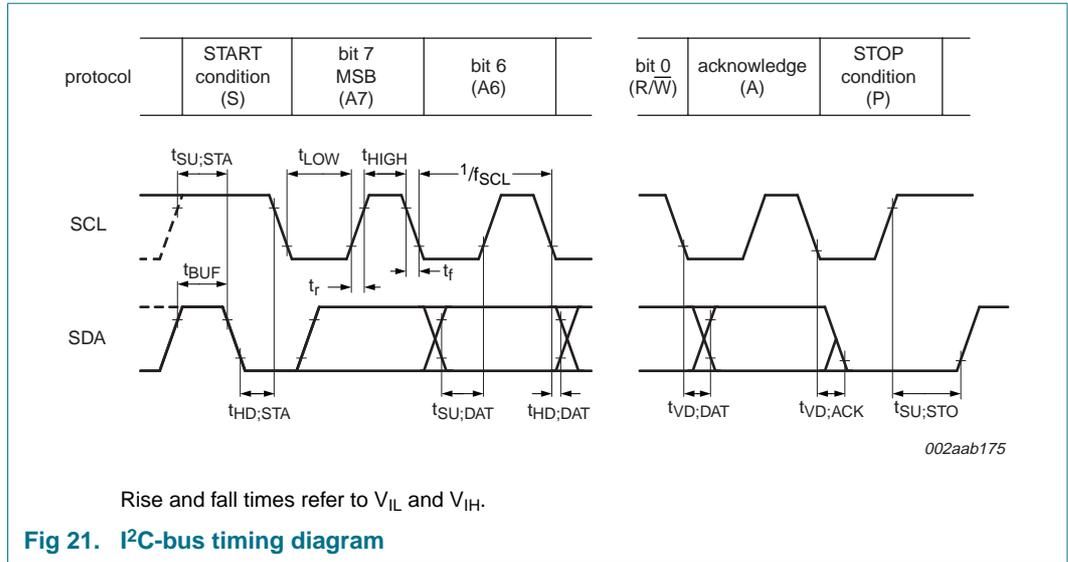 protocol
START
condition
(S)
bit 7
MSB
(A7)
bit 6
(A6)
bit 0
(R/W̅)
acknowledge
(A)
STOP
condition
(P)
tSU;STA
tLOW
tHIGH
1/fSCL
SCL
tBUF
tr
tf
SDA
tHD;STA
tSU;DAT
tHD;DAT
tVD;DAT
tVD;ACK
tSU;STO
002aab175
Rise and fall times refer to VIL and VIH.
Fig 21. I²C-bus timing diagram